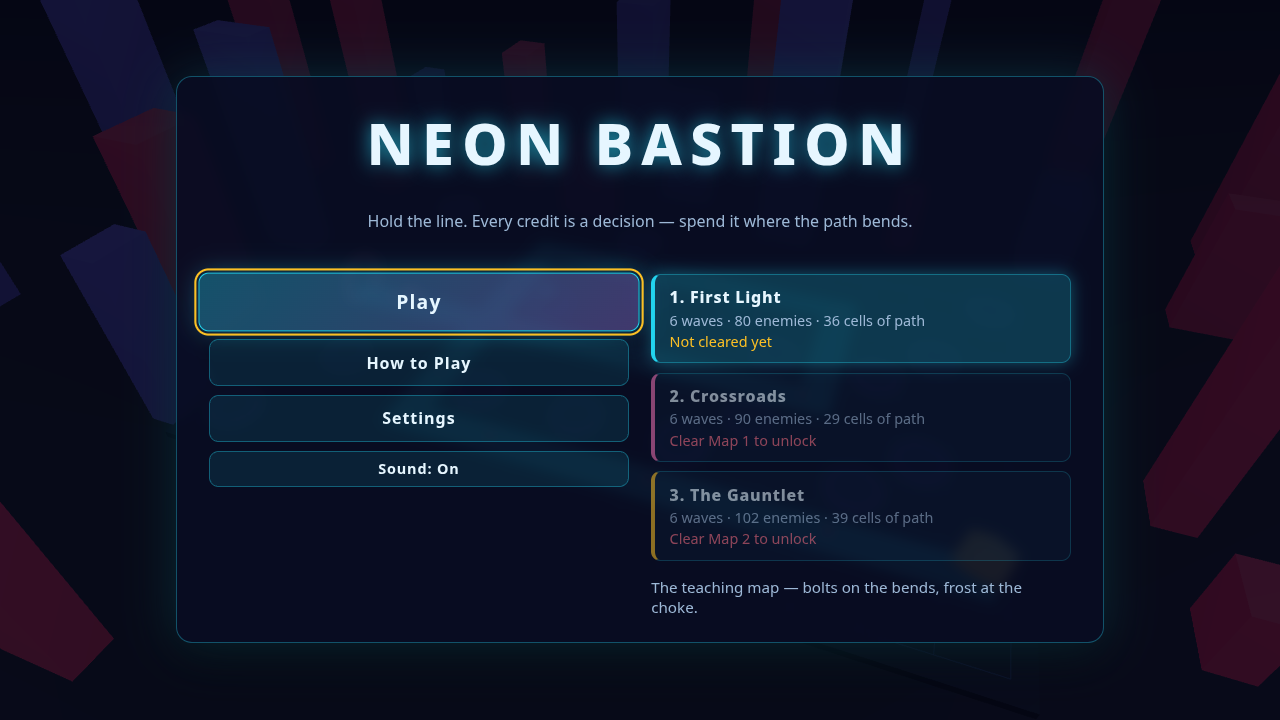 NEON BASTION
Hold the line. Every credit is a decision — spend it where the path bends.
Play
How to Play
Settings
Sound: On
1. First Light
6 waves · 80 enemies · 36 cells of path
Not cleared yet
2. Crossroads
6 waves · 90 enemies · 29 cells of path
Clear Map 1 to unlock
3. The Gauntlet
6 waves · 102 enemies · 39 cells of path
Clear Map 2 to unlock
The teaching map — bolts on the bends, frost at the
choke.